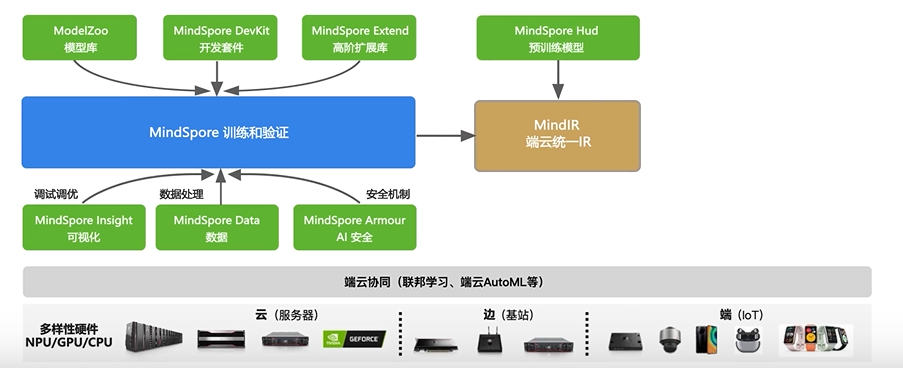 ModelZoo
模型库
MindSpore DevKit
开发套件
MindSpore Extend
高阶扩展库
MindSpore Hud
预训练模型
MindSpore 训练和验证
MindIR
端云统一IR
调试调优
数据处理
安全机制
MindSpore Insight
可视化
MindSpore Data
数据
MindSpore Armour
AI 安全
端云协同（联邦学习、端云AutoML等）
多样性硬件
NPU/GPU/CPU
云（服务器）
边（基站）
端（IoT）
NVIDIA
GEFORCE